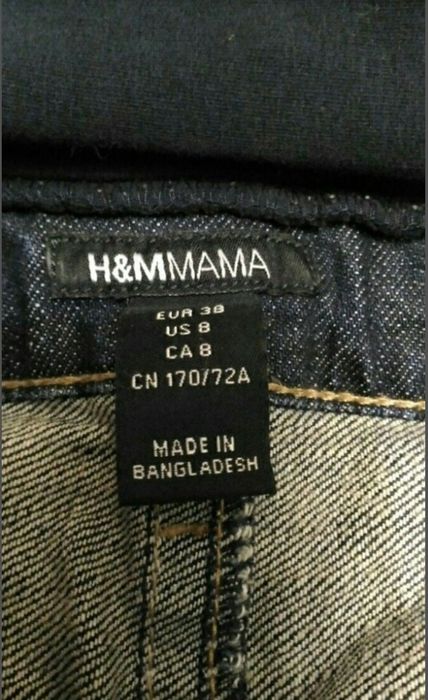 H&MMAMA
EUR 38
US 8
CA 8
CN 170/72A
MADE IN
BANGLADESH